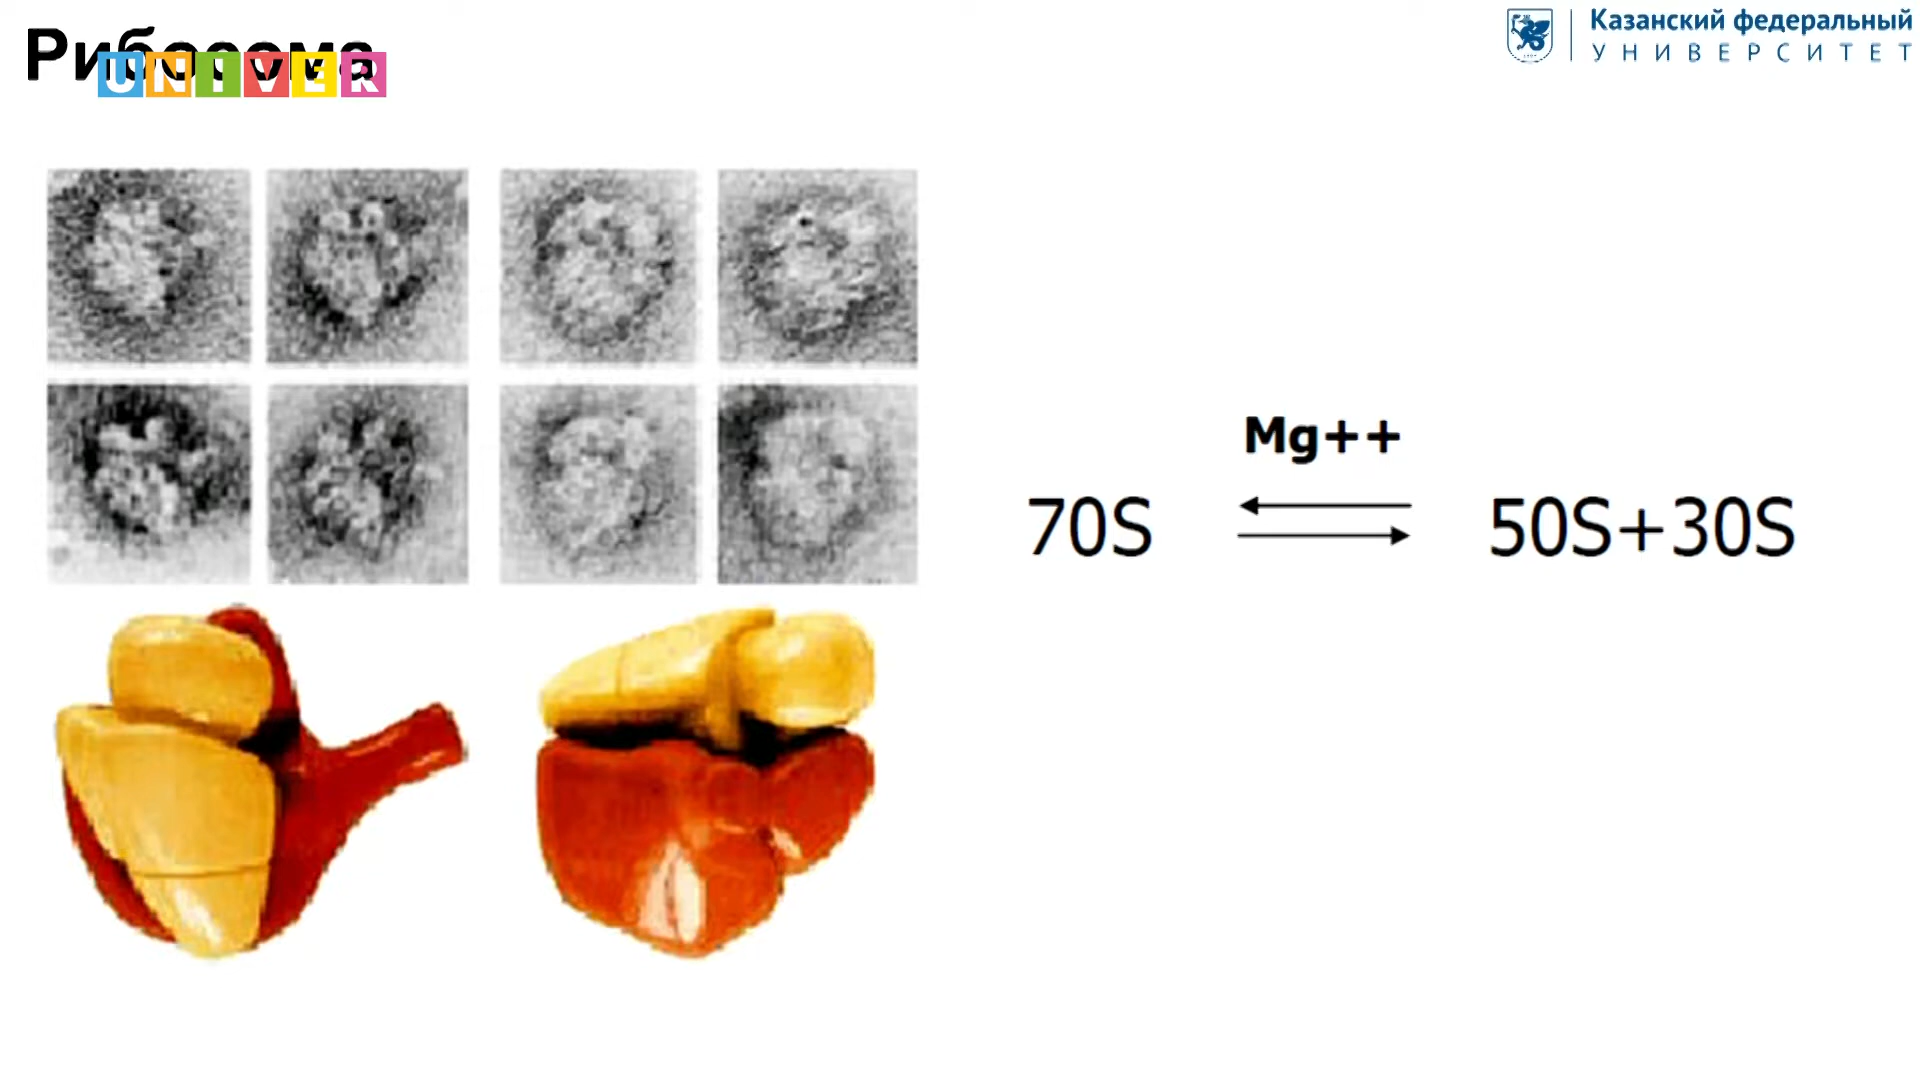 Рибосома
UNIVER
Казанский федеральный
УНИВЕРСИТЕТ
Mg++
70S
50S+30S